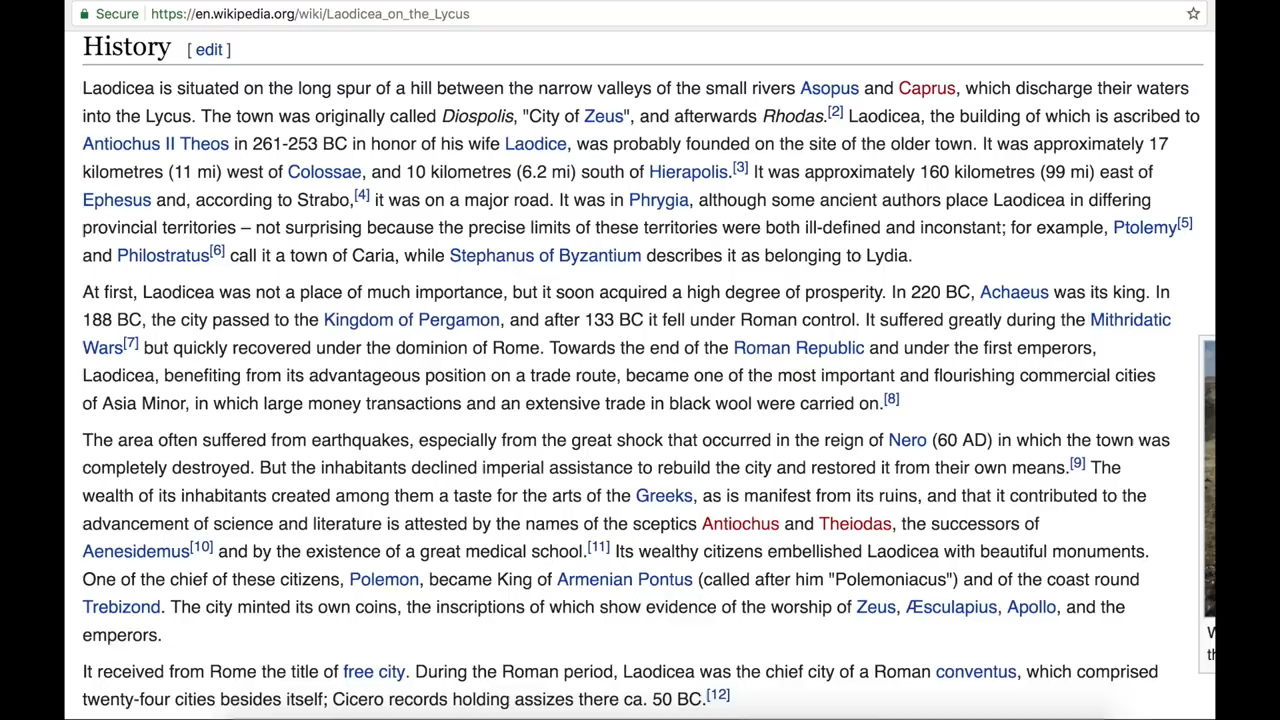 Secure https://en.wikipedia.org/wiki/Laodicea_on_the_Lycus
History [ edit ]
Laodicea is situated on the long spur of a hill between the narrow valleys of the small rivers Asopus and Caprus, which discharge their waters
into the Lycus. The town was originally called Diospolis, "City of Zeus", and afterwards Rhodas.[2] Laodicea, the building of which is ascribed to
Antiochus II Theos in 261-253 BC in honor of his wife Laodice, was probably founded on the site of the older town. It was approximately 17
kilometres (11 mi) west of Colossae, and 10 kilometres (6.2 mi) south of Hierapolis.[3] It was approximately 160 kilometres (99 mi) east of
Ephesus and, according to Strabo,[4] it was on a major road. It was in Phrygia, although some ancient authors place Laodicea in differing
provincial territories – not surprising because the precise limits of these territories were both ill-defined and inconstant; for example, Ptolemy[5]
and Philostratus[6] call it a town of Caria, while Stephanus of Byzantium describes it as belonging to Lydia.
At first, Laodicea was not a place of much importance, but it soon acquired a high degree of prosperity. In 220 BC, Achaeus was its king. In
188 BC, the city passed to the Kingdom of Pergamon, and after 133 BC it fell under Roman control. It suffered greatly during the Mithridatic
Wars[7] but quickly recovered under the dominion of Rome. Towards the end of the Roman Republic and under the first emperors,
Laodicea, benefiting from its advantageous position on a trade route, became one of the most important and flourishing commercial cities
of Asia Minor, in which large money transactions and an extensive trade in black wool were carried on.[8]
The area often suffered from earthquakes, especially from the great shock that occurred in the reign of Nero (60 AD) in which the town was
completely destroyed. But the inhabitants declined imperial assistance to rebuild the city and restored it from their own means.[9] The
wealth of its inhabitants created among them a taste for the arts of the Greeks, as is manifest from its ruins, and that it contributed to the
advancement of science and literature is attested by the names of the sceptics Antiochus and Theiodas, the successors of
Aenesidemus[10] and by the existence of a great medical school.[11] Its wealthy citizens embellished Laodicea with beautiful monuments.
One of the chief of these citizens, Polemon, became King of Armenian Pontus (called after him "Polemoniacus") and of the coast round
Trebizond. The city minted its own coins, the inscriptions of which show evidence of the worship of Zeus, Æsculapius, Apollo, and the
emperors.
It received from Rome the title of free city. During the Roman period, Laodicea was the chief city of a Roman conventus, which comprised
twenty-four cities besides itself; Cicero records holding assizes there ca. 50 BC.[12]